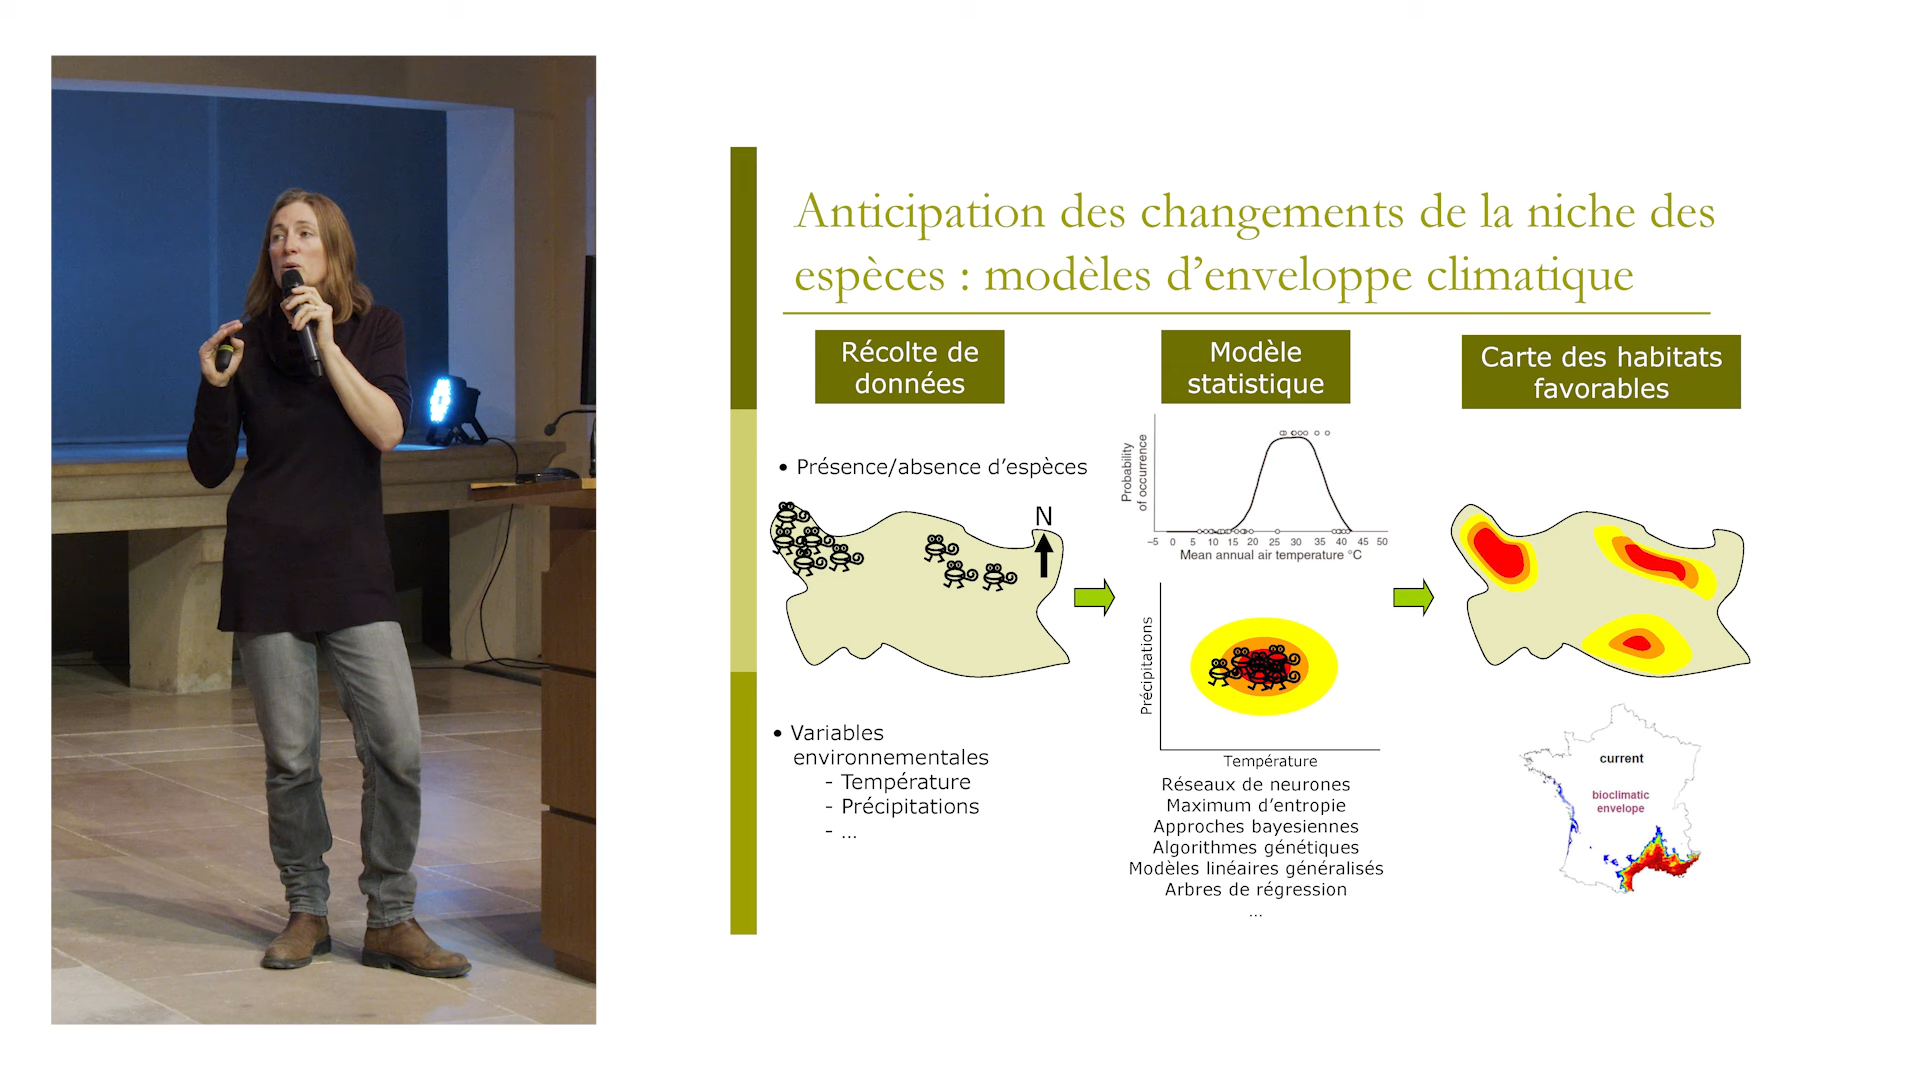 Anticipation des changements de la niche des
espèces : modèles d’enveloppe climatique
Récolte de
données
• Présence/absence d’espèces
N
• Variables
environnementales
- Température
- Précipitations
- ...
Modèle
statistique
Probability
of occurrence
-5 0 5 10 15 20 25 30 35 40 45 50
Mean annual air temperature °C
Précipitations
Température
Réseaux de neurones
Maximum d’entropie
Approches bayesiennes
Algorithmes génétiques
Modèles linéaires généralisés
Arbres de régression
...
Carte des habitats
favorables
current
bioclimatic
envelope